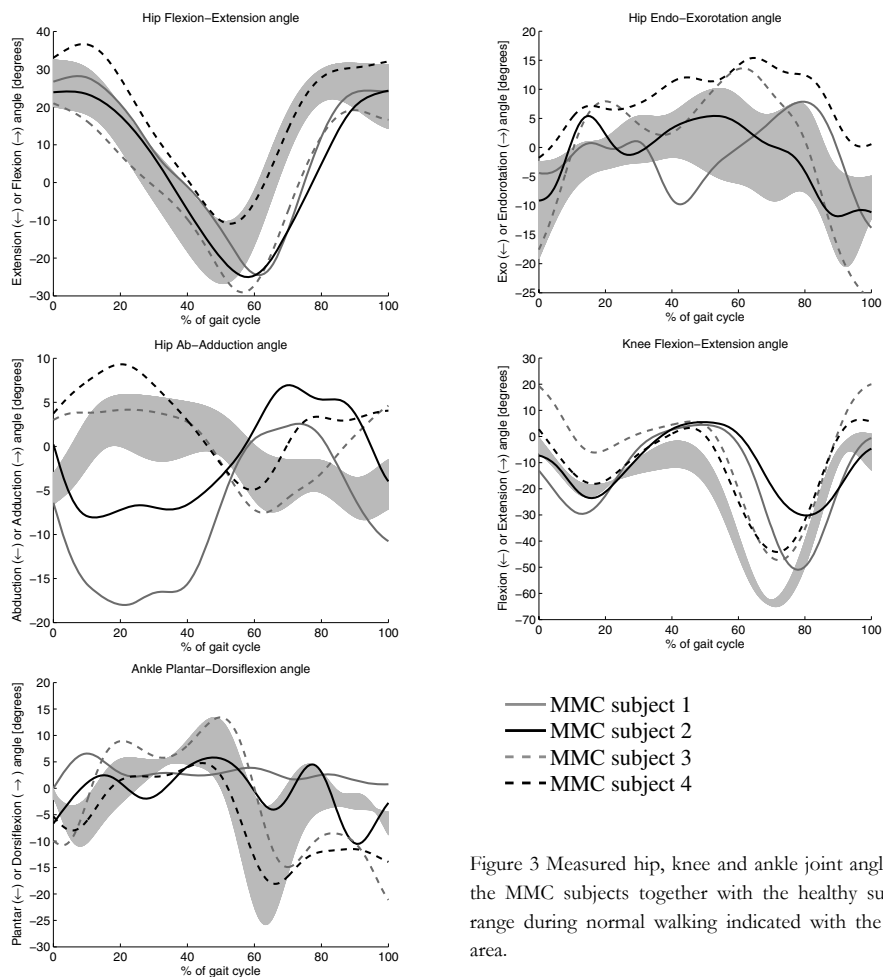 Hip Flexion−Extension angle
Extension (←) or Flexion (→) angle [degrees]
40
30
20
10
0
−10
−20
−30
0 20 40 60 80 100
% of gait cycle
Hip Endo−Exorotation angle
Exo (←) or Endorotation (→) angle [degrees]
20
15
10
5
0
−5
−10
−15
−20
−25
0 20 40 60 80 100
% of gait cycle
Hip Ab−Adduction angle
Abduction (←) or Adduction (→) angle [degrees]
10
5
0
−5
−10
−15
−20
0 20 40 60 80 100
% of gait cycle
Knee Flexion−Extension angle
Flexion (←) or Extension (→) angle [degrees]
30
20
10
0
−10
−20
−30
−40
−50
−60
−70
0 20 40 60 80 100
% of gait cycle
Ankle Plantar−Dorsiflexion angle
Plantar (←) or Dorsiflexion (→) angle [degrees]
20
15
10
5
0
−5
−10
−15
−20
−25
−30
0 20 40 60 80 100
% of gait cycle
MMC subject 1
MMC subject 2
MMC subject 3
MMC subject 4
Figure 3 Measured hip, knee and ankle joint angl
the MMC subjects together with the healthy su
range during normal walking indicated with the
area.